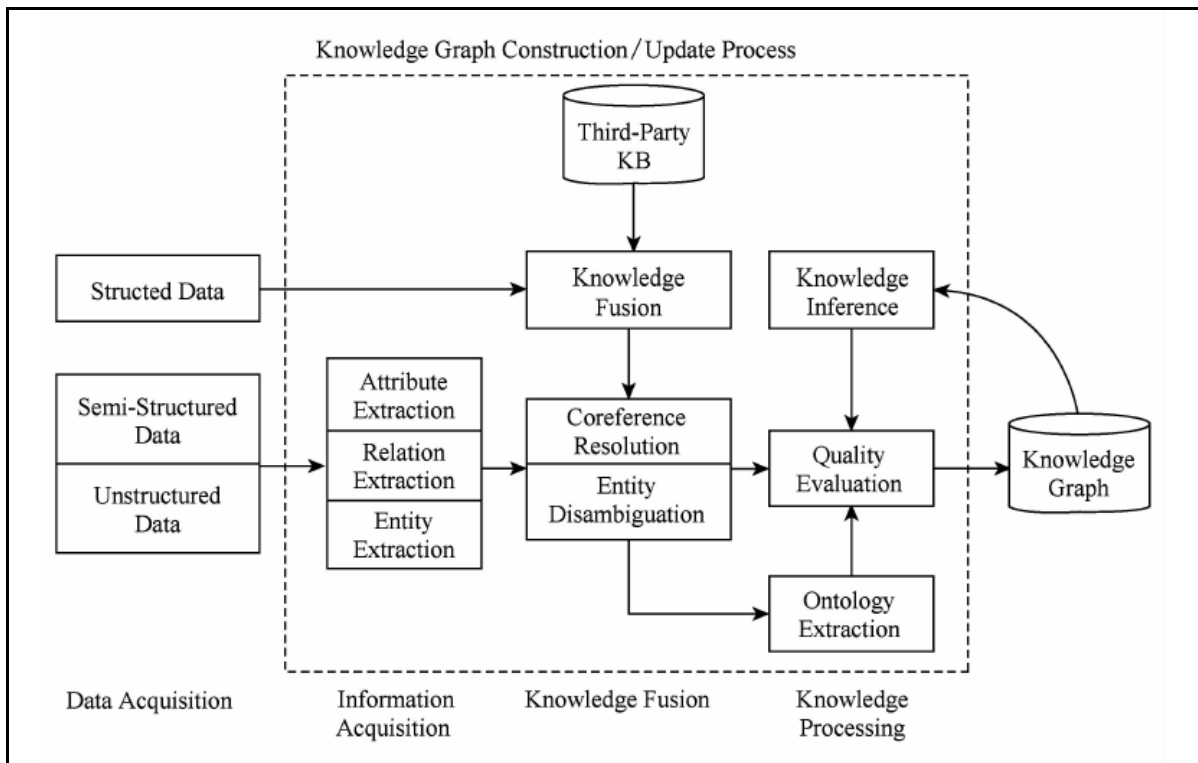 Knowledge Graph Construction/Update Process
Third-Party
KB
Structed Data
Knowledge
Fusion
Knowledge
Inference
Semi-Structured
Data
Unstructured
Data
Attribute
Extraction
Relation
Extraction
Entity
Extraction
Coreference
Resolution
Entity
Disambiguation
Quality
Evaluation
Knowledge
Graph
Ontology
Extraction
Data Acquisition
Information
Acquisition
Knowledge Fusion
Knowledge
Processing